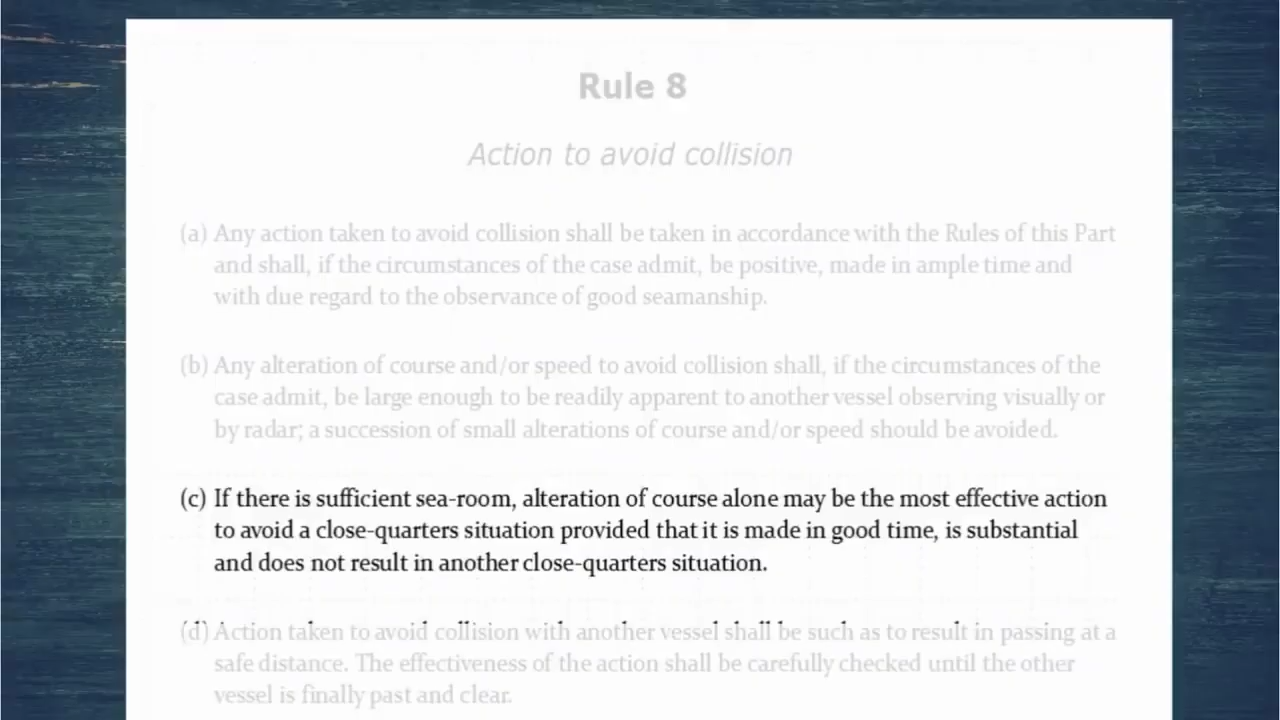 Rule 8
Action to avoid collision
(a) Any action taken to avoid collision shall be taken in accordance with the Rules of this Part
and shall, if the circumstances of the case admit, be positive, made in ample time and
with due regard to the observance of good seamanship.
(b) Any alteration of course and/or speed to avoid collision shall, if the circumstances of the
case admit, be large enough to be readily apparent to another vessel observing visually or
by radar; a succession of small alterations of course and/or speed should be avoided.
(c) If there is sufficient sea-room, alteration of course alone may be the most effective action
to avoid a close-quarters situation provided that it is made in good time, is substantial
and does not result in another close-quarters situation.
(d) Action taken to avoid collision with another vessel shall be such as to result in passing at a
safe distance. The effectiveness of the action shall be carefully checked until the other
vessel is finally past and clear.